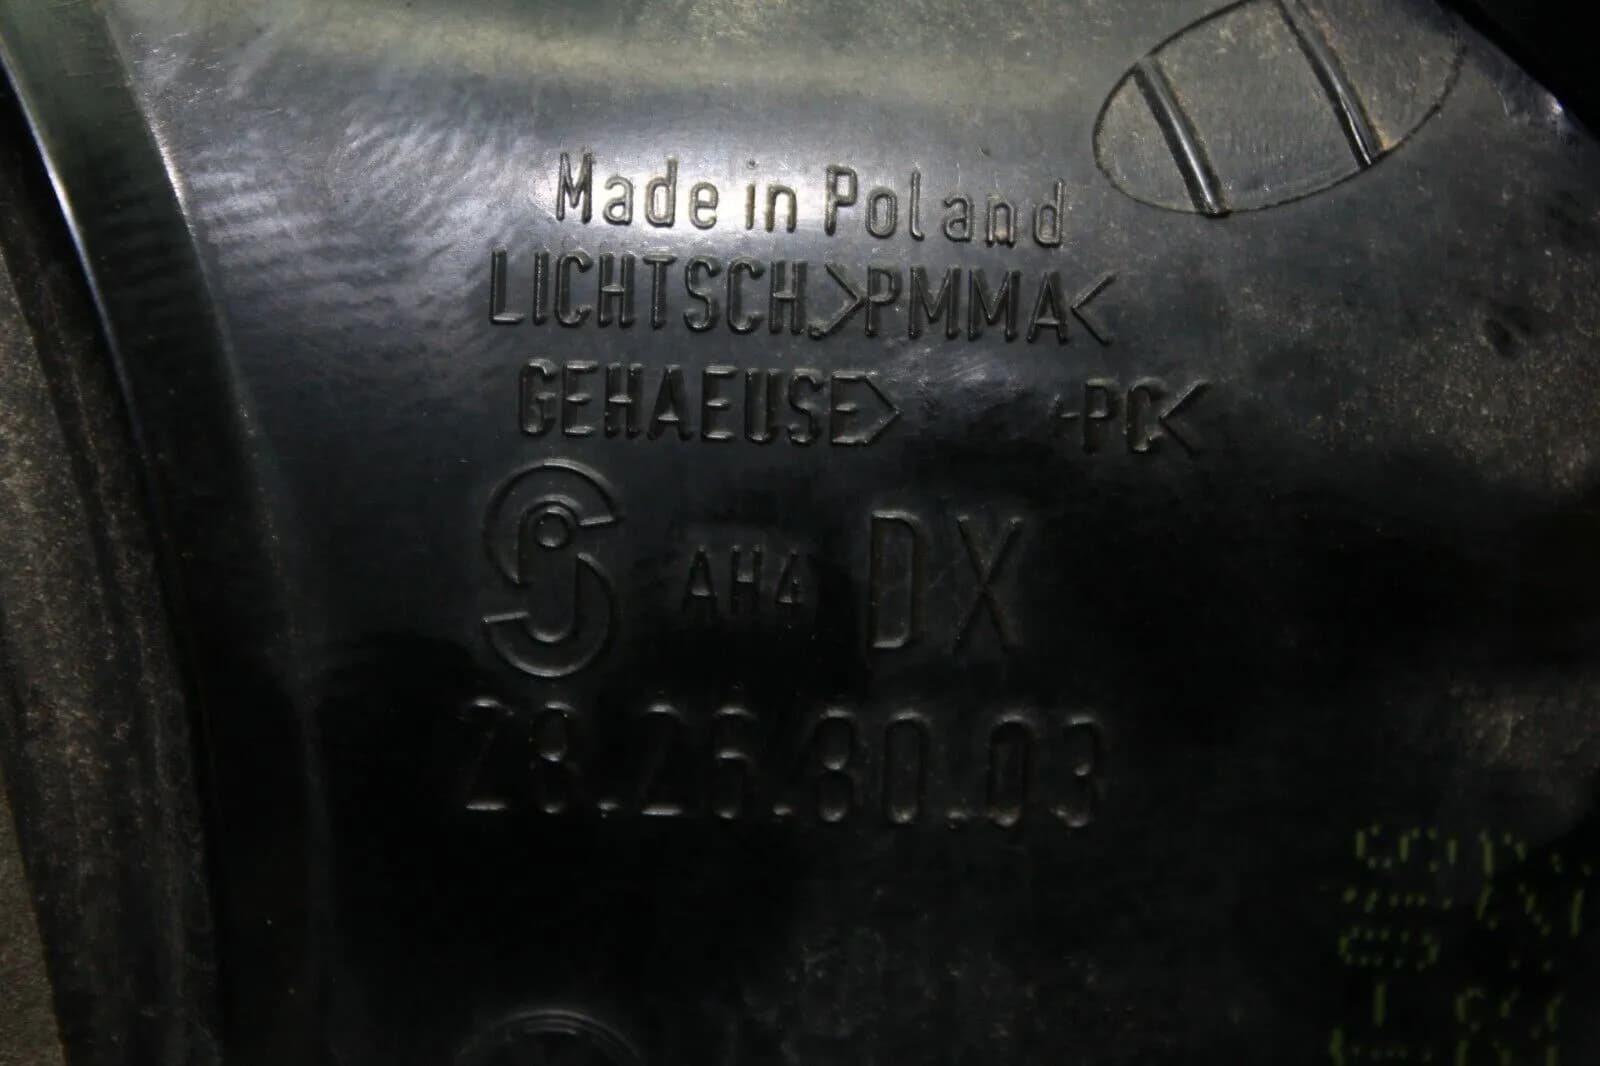 Made in Poland
LICHTSCH.>PMMA<
GEHAEUSE> -PC<
AH4 DX
28.26.80.03